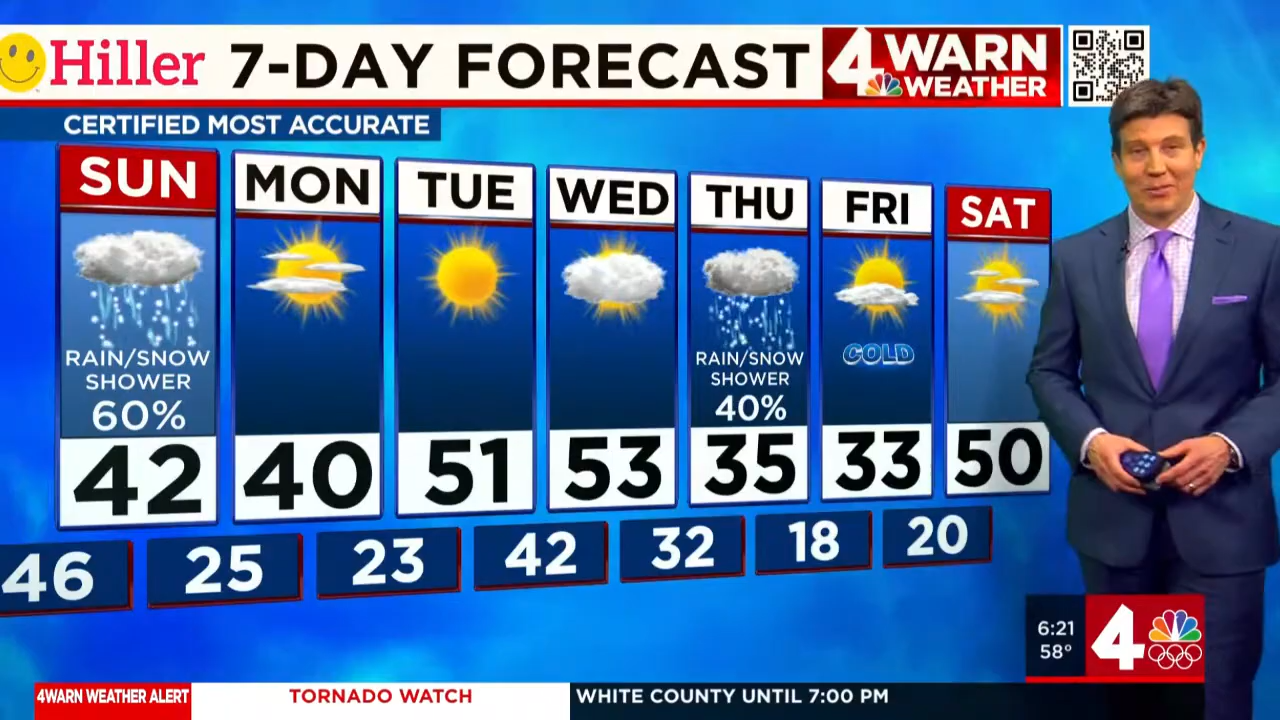 Hiller 7-DAY FORECAST 4 WARN WEATHER
CERTIFIED MOST ACCURATE
SUN MON TUE WED THU FRI SAT
RAIN/SNOW SHOWER 60%
RAIN/SNOW SHOWER 40%
COLD
42 40 51 53 35 33 50
46 25 23 42 32 18 20
6:21
58°
4
4WARN WEATHER ALERT TORNADO WATCH WHITE COUNTY UNTIL 7:00 PM